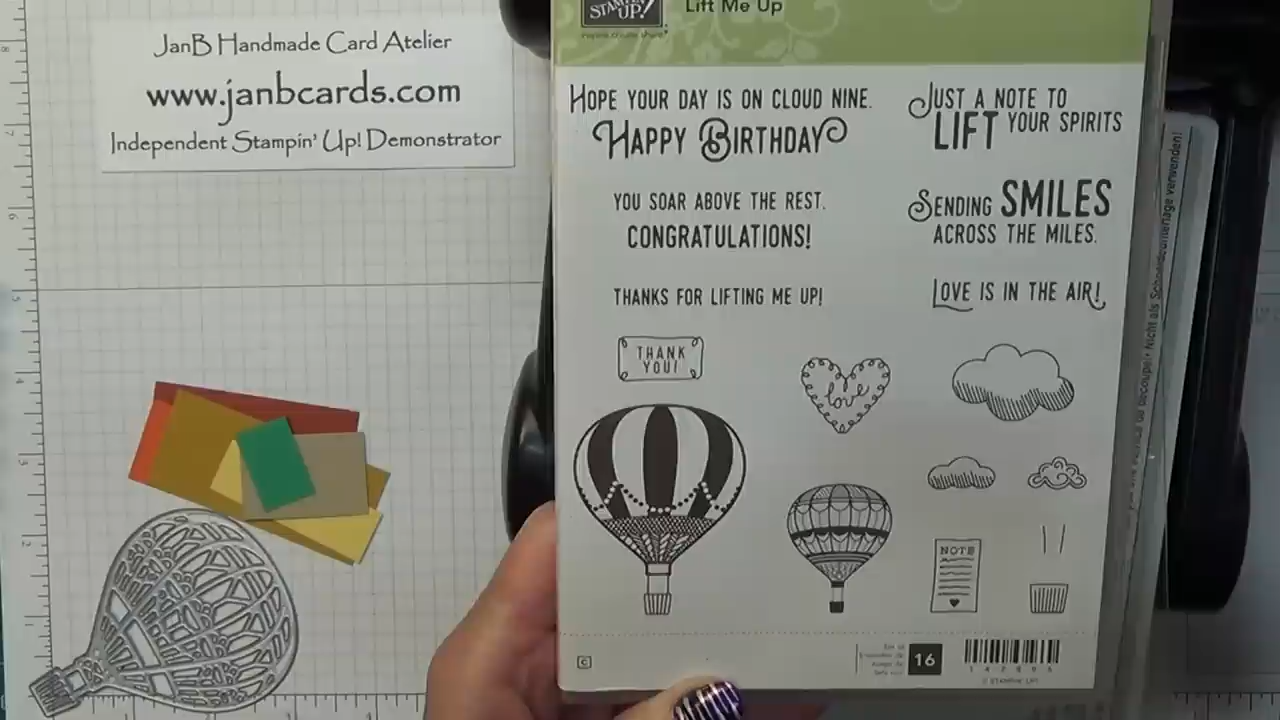 JanB Handmade Card Atelier
www.janbcards.com
Independent Stampin' Up! Demonstrator
STAMPIN' UP!
Lift Me Up
HOPE YOUR DAY IS ON CLOUD NINE.
HAPPY BIRTHDAY
JUST A NOTE TO
LIFT YOUR SPIRITS
YOU SOAR ABOVE THE REST.
CONGRATULATIONS!
SENDING SMILES
ACROSS THE MILES.
THANKS FOR LIFTING ME UP!
LOVE IS IN THE AIR!
THANK
YOU!
love
NOTE
16